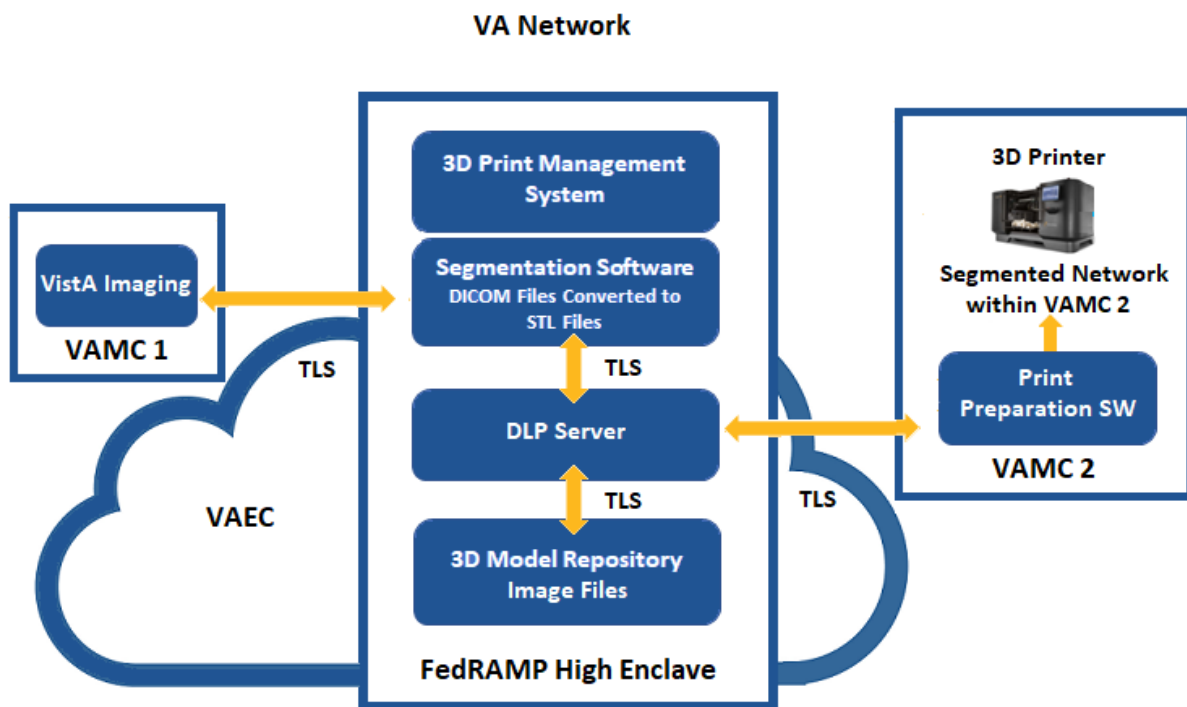 VA Network
VistA Imaging
VAMC 1
TLS
VAEC
3D Print Management
System
Segmentation Software
DICOM Files Converted to
STL Files
TLS
DLP Server
TLS
3D Model Repository
Image Files
FedRAMP High Enclave
TLS
3D Printer
Segmented Network
within VAMC 2
Print
Preparation SW
VAMC 2